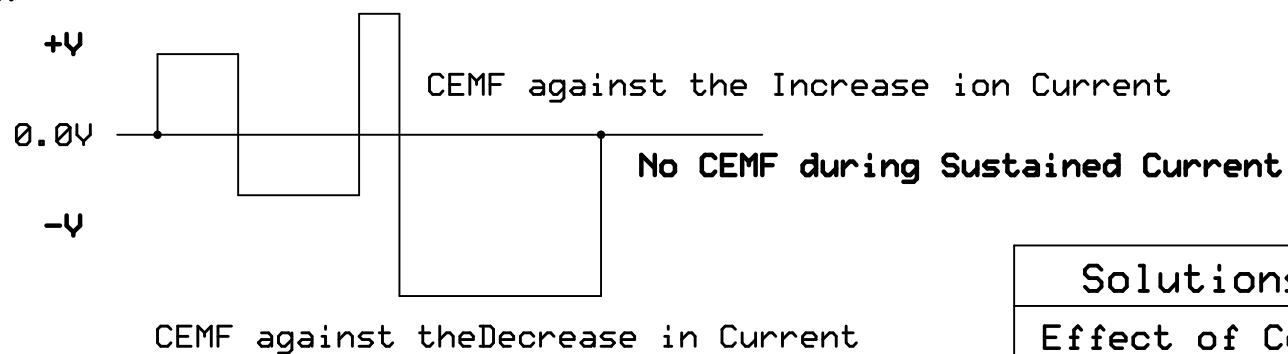 +V
CEMF against the Increase ion Current
0.0V
No CEMF during Sustained Current
-V
Solutions
Effect of
CEMF against theDecrease in Current